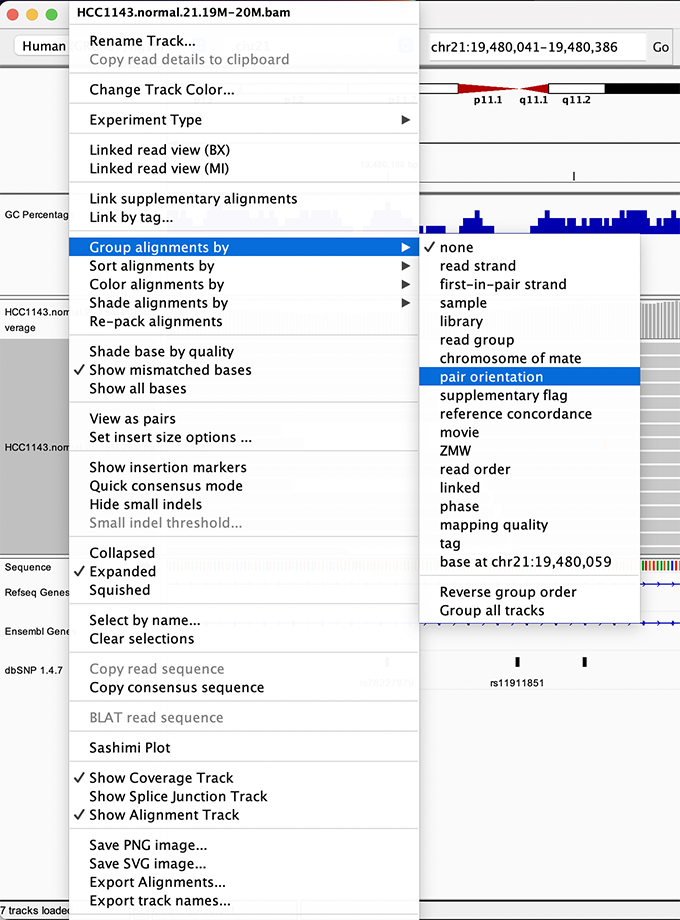 HCC1143.normal.21.19M-20M.bam
Human
chr21
chr21:19,480,041-19,480,386
Go
Rename Track...
Copy read details to clipboard
Change Track Color...
p11.1 q11.1 q11.2
Experiment Type
Linked read view (BX)
Linked read view (MI)
Link supplementary alignments
Link by tag...
GC Percentage
Group alignments by
Sort alignments by
Color alignments by
Shade alignments by
Re-pack alignments
none
read strand
first-in-pair strand
sample
library
read group
chromosome of mate
pair orientation
supplementary flag
reference concordance
movie
ZMW
read order
linked
phase
mapping quality
tag
base at chr21:19,480,059
Reverse group order
Group all tracks
HCC1143.norm
verage
Shade base by quality
Show mismatched bases
Show all bases
View as pairs
Set insert size options ...
HCC1143.norm
Show insertion markers
Quick consensus mode
Hide small indels
Small indel threshold...
Collapsed
Expanded
Squished
Sequence
Refseq Genes
Select by name...
Clear selections
Ensembl Gene
Copy read sequence
Copy consensus sequence
dbSNP 1.4.7
rs11911851
BLAT read sequence
Sashimi Plot
Show Coverage Track
Show Splice Junction Track
Show Alignment Track
Save PNG image...
Save SVG image...
Export Alignments...
Export track names...
7 tracks loaded